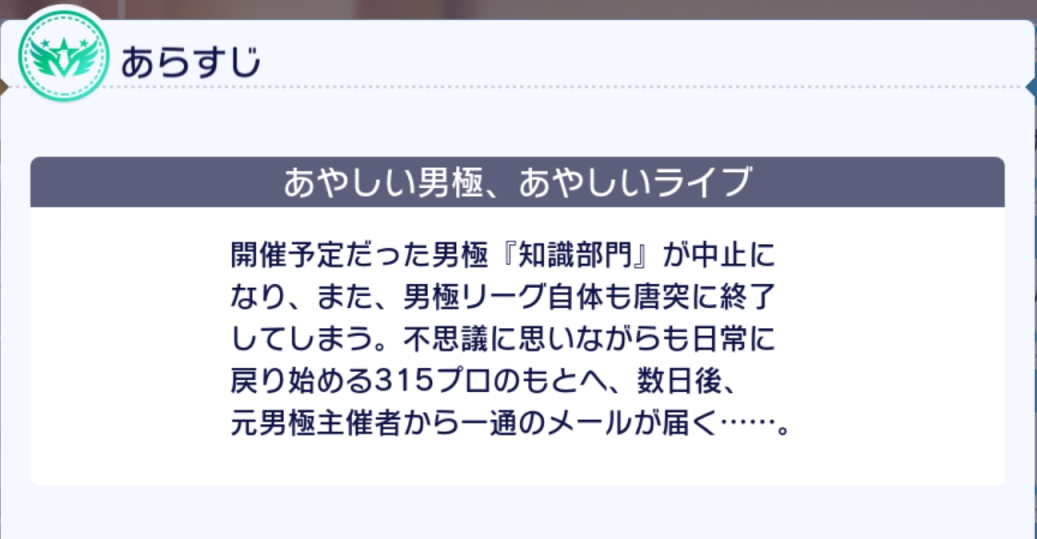 あらすじ
あやしい男極、あやしいライブ
開催予定だった男極『知識部門』が中止に
なり、また、男極リーグ自体も唐突に終了
してしまう。不思議に思いながらも日常に
戻り始める315プロのもとへ、数日後、
元男極主催者から一通のメールが届く……。